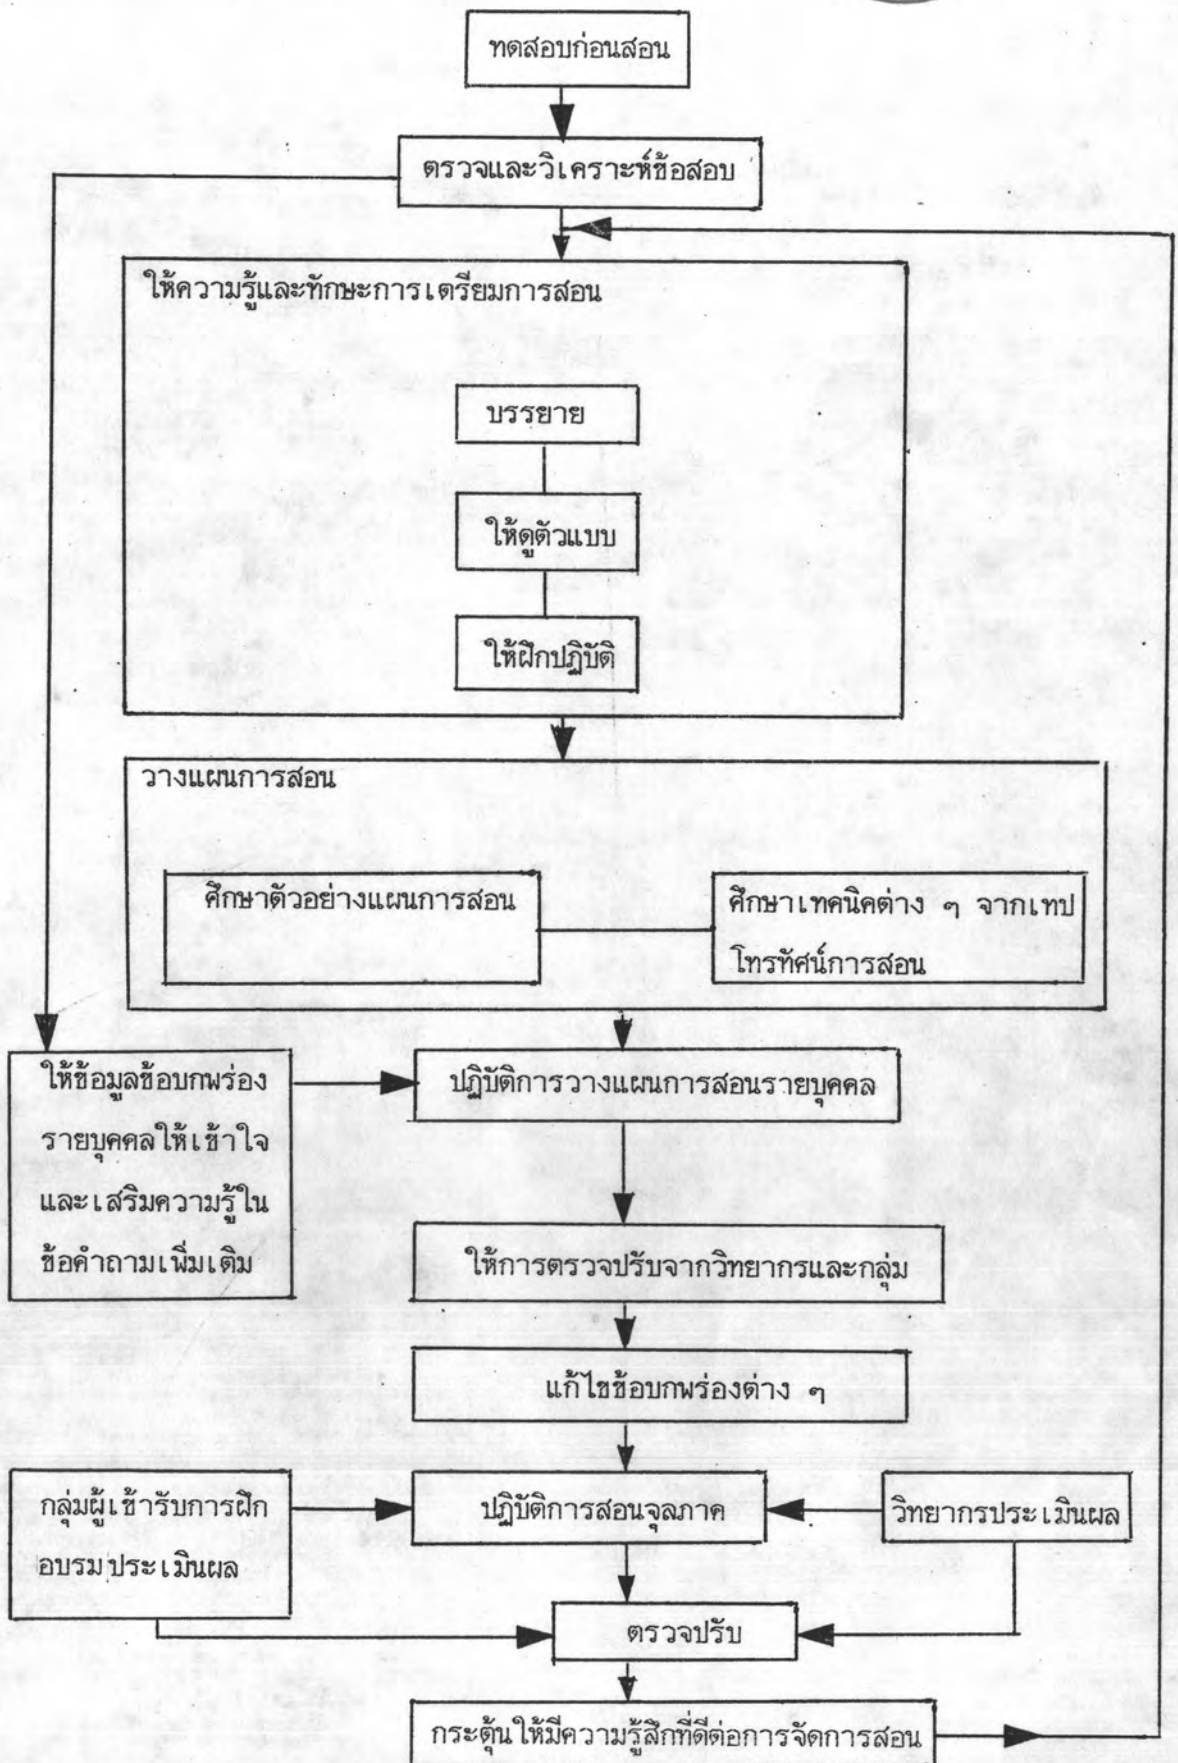 ทดสอบก่อนสอน
ตรวจและวิเคราะห์ข้อสอบ
ให้ความรู้และทักษะการเตรียมการสอน
บรรยาย
ให้ดูตัวแบบ
ให้ฝึกปฏิบัติ
วางแผนการสอน
ศึกษาตัวอย่างแผนการสอน
ศึกษาเทคนิคต่าง ๆ จากเทป
โทรทัศน์การสอน
ให้ข้อมูลข้อบกพร่อง
รายบุคคลให้เข้าใจ
และเสริมความรู้ใน
ข้อคำถามเพิ่มเติม
ปฏิบัติการวางแผนการสอนรายบุคคล
ให้การตรวจปรับจากวิทยากรและกลุ่ม
แก้ไขข้อบกพร่องต่าง ๆ
กลุ่มผู้เข้ารับการฝึก
อบรมประเมินผล
ปฏิบัติการสอนจุลภาค
วิทยากรประเมินผล
ตรวจปรับ
กระตุ้นให้มีความรู้สึกที่ดีต่อการจัดการสอน